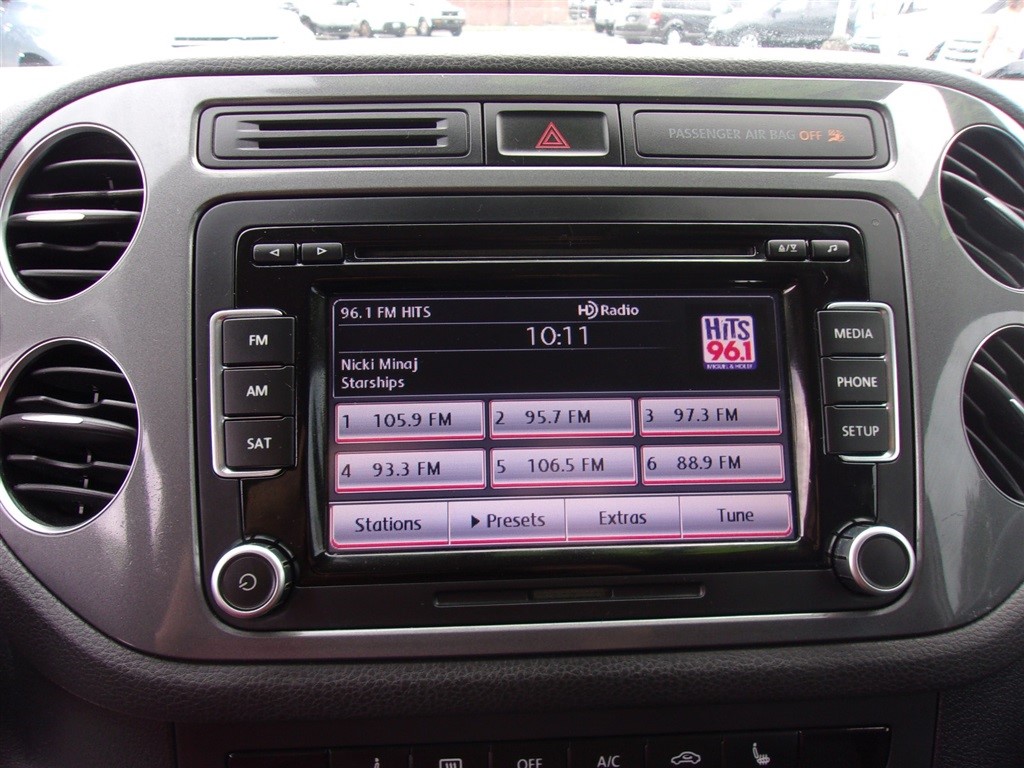 PASSENGER AIR BAG OFF
96.1 FM HITS
HD Radio
10:11
HiTS
96.1
Nicki Minaj
Starships
FM
AM
SAT
MEDIA
PHONE
SETUP
1 105.9 FM
2 95.7 FM
3 97.3 FM
4 93.3 FM
5 106.5 FM
6 88.9 FM
Stations
Presets
Extras
Tune
OFF
A/C